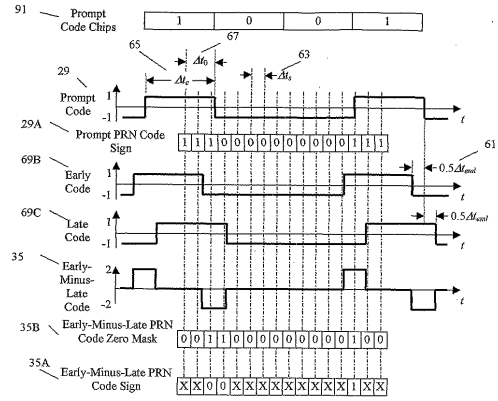 91
Prompt
Code Chips
1 0 0 1
65
67
63
Δt0
Δtc
Δts
29
Prompt
Code
1
-1
t
29A
Prompt PRN Code
Sign
1 1 1 0 0 0 0 0 0 0 0 0 0 1 1 1
61
69B
Early
Code
1
-1
0.5Δteml
t
69C
Late
Code
1
-1
0.5Δteml
t
35
Early-
Minus-
Late
Code
2
-2
t
35B
Early-Minus-Late PRN
Code Zero Mask
0 0 1 1 0 0 0 0 0 0 0 0 0 1 0 0
35A
Early-Minus-Late PRN
Code Sign
X X 0 0 X X X X X X X X X 1 X X